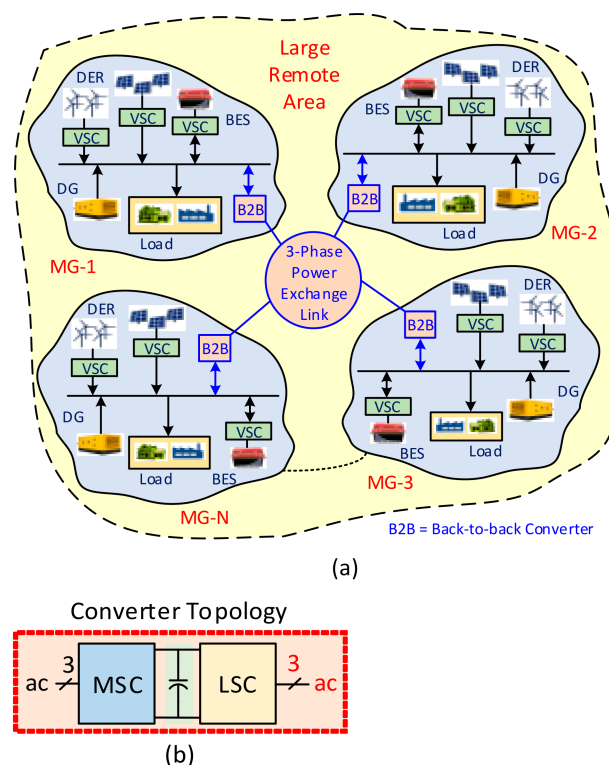 Large
Remote
Area
DER
VSC
VSC
VSC
BES
DG
Load
B2B
MG-1
BES
VSC
VSC
DER
VSC
B2B
Load
DG
MG-2
3-Phase
Power
Exchange
Link
DER
VSC
VSC
B2B
DG
Load
VSC
BES
MG-N
B2B
VSC
DER
VSC
VSC
BES
Load
DG
MG-3
B2B = Back-to-back Converter
(a)
Converter Topology
ac
3
MSC
LSC
3
ac
(b)